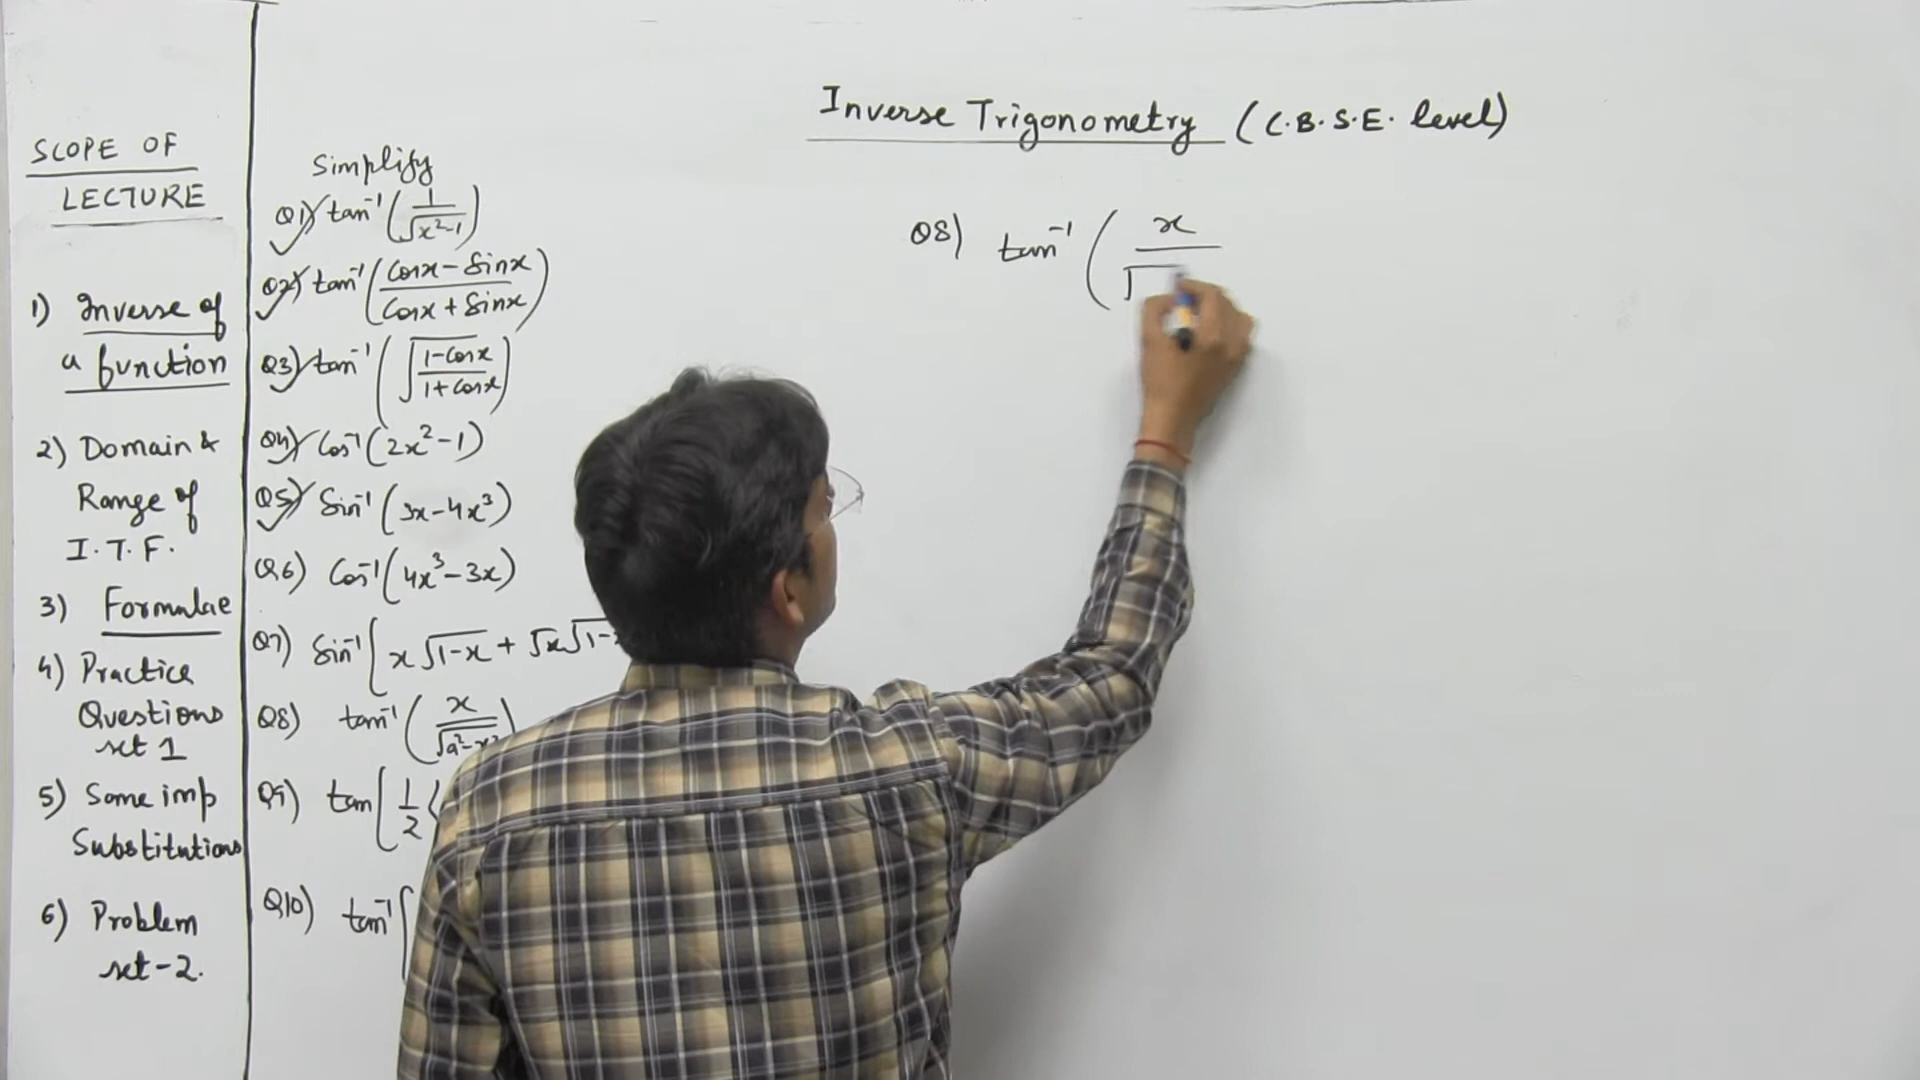 Inverse Trigonometry (C.B.S.E. level)
SCOPE OF
LECTURE
1) Inverse of
a function
2) Domain &
Range of
I.T.F.
3) Formulae
4) Practice
Questions
set 1
5) Some imp
Substitutions
6) Problem
set-2.
Simplify
Q1) tan⁻¹(1/√(x²-1))
Q2) tan⁻¹((cosx - sinx)/(cosx + sinx))
Q3) tan⁻¹(√((1-cosx)/(1+cosx)))
Q4) Cos⁻¹(2x²-1)
Q5) Sin⁻¹(3x-4x³)
Q6) Cos⁻¹(4x³-3x)
Q7) Sin⁻¹[x√(1-x) + √x√1-
Q8) tan⁻¹(x/√(a²-x²))
Q9) tan[1/2{
Q10) tan⁻¹[
Q8) tan⁻¹(x/√